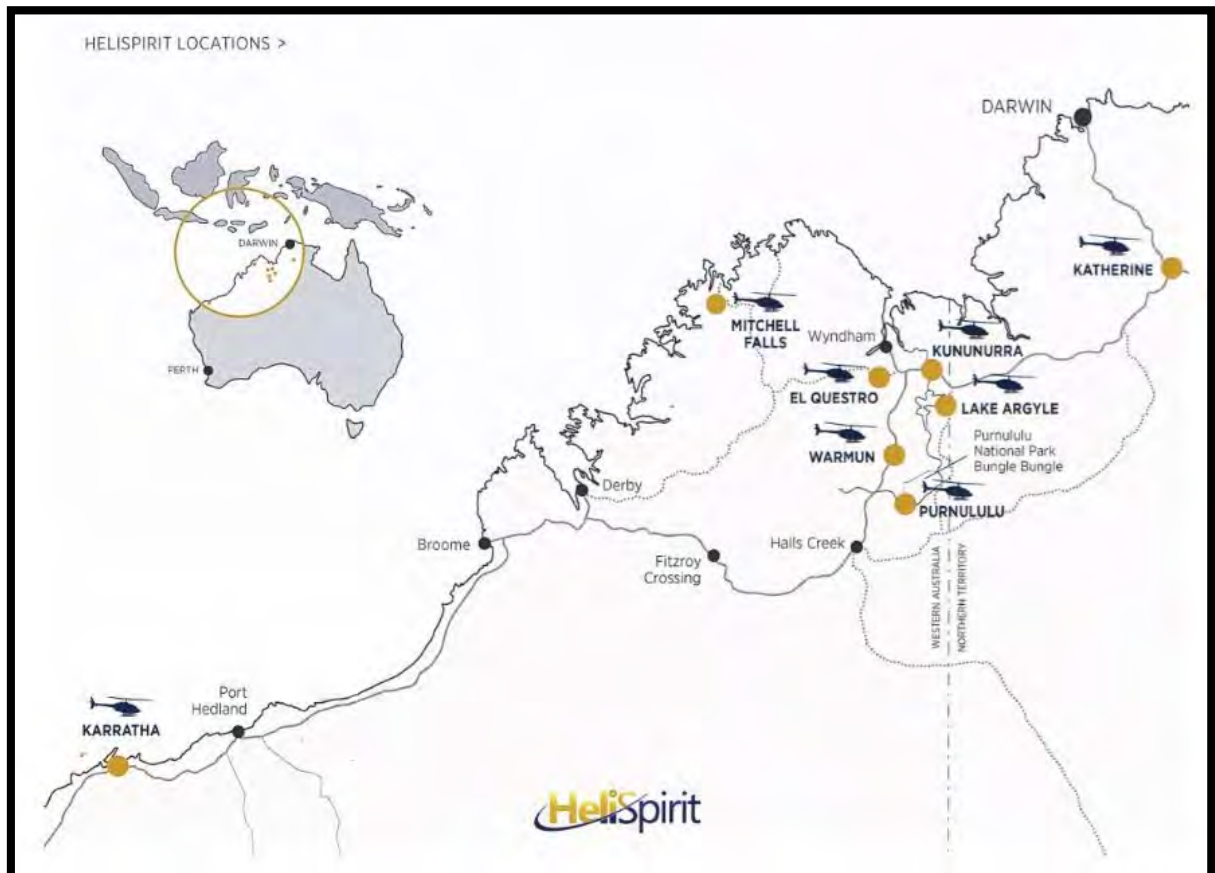 HELISPIRIT LOCATIONS >
DARWIN
PERTH
DARWIN
KATHERINE
MITCHELL
FALLS
Wyndham
KUNUNURRA
EL QUESTRO
LAKE ARGYLE
WARMUN
Purnululu
National Park
Bungle Bungle
PURNULULU
Derby
Broome
Fitzroy
Crossing
Halls Creek
WESTERN AUSTRALIA
NORTHERN TERRITORY
Port
Hedland
KARRATHA
HeliSpirit